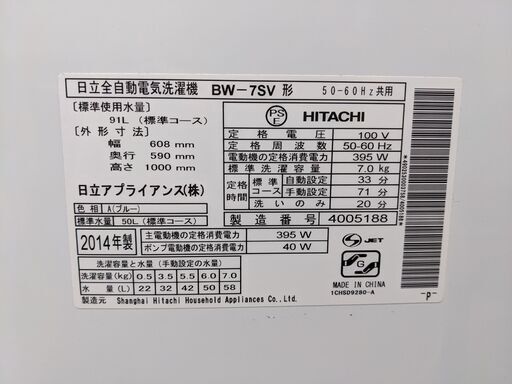 日立全自動電気洗濯機 BW-7SV 形 50-60Hz共用
[標準使用水量]
91L (標準コース)
[外 形 寸 法]
幅 608 mm
奥行 590 mm
高さ 1000 mm
日立アプライアンス(株)
色 相 A(ブルー)
標準水量 50L (標準コース)
PS
E
HITACHI
定格電圧 100 V
定格周波数 50-60 Hz
電動機の定格消費電力 395 W
標準洗濯容量 7.0 kg
定格時間 標準コース 自動設定 33 分
手動設定 71 分
洗いのみ 20 分
製造番号 4005188
2014年製
主電動機の定格消費電力 395 W
ポンプ電動機の定格消費電力 40 W
洗濯容量と水量 (手動設定の水量)
洗濯容量(kg) 0.5 3.5 5.5 6.0 7.0
水 量(L) 22 32 42 50 58
製造元 Shanghai Hitachi Household Appliances Co.,Ltd.
JET
MADE IN CHINA
1CHSD9280-A
-P-